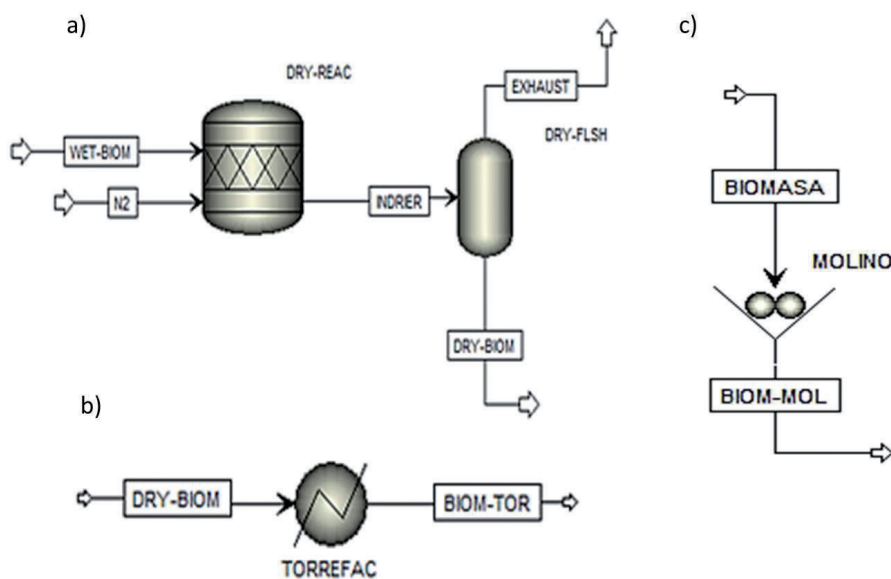 a)
DRY-REAC
WET-BIOM
N2
INDRIER
EXHAUST
DRY-FLSH
DRY-BIOM
b)
DRY-BIOM
BIOM-TOR
TORREFAC
c)
BIOMASA
MOLINO
BIOM-MOL